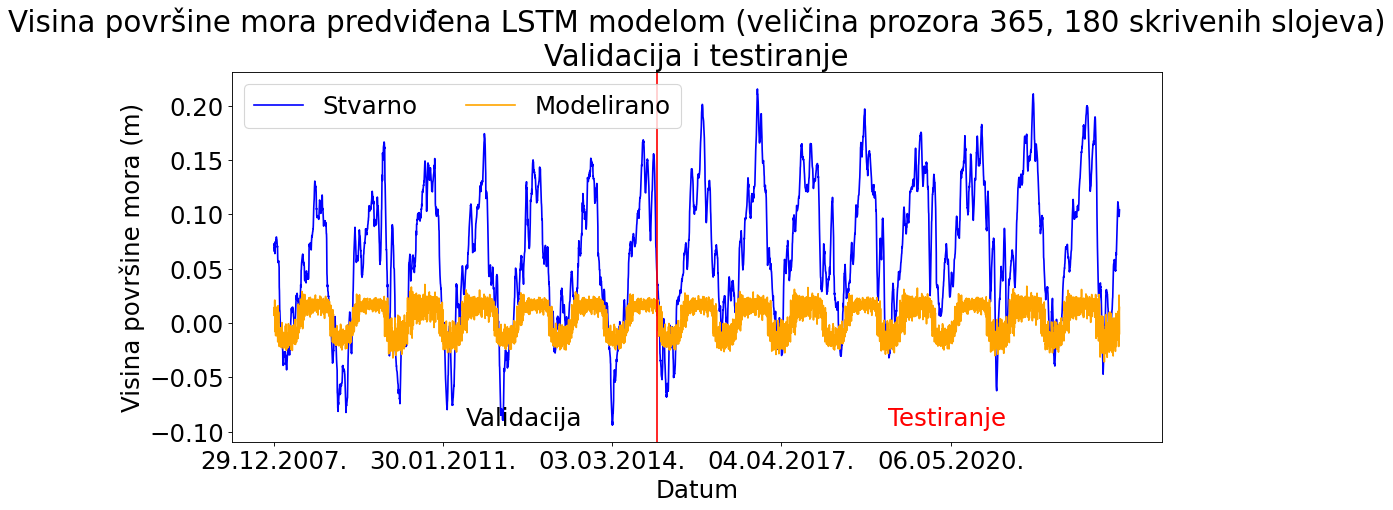 Visina površine mora predviđena LSTM modelom (veličina prozora 365, 180 skrivenih slojeva)
Validacija i testiranje
Stvarno Modelirano
Visina površine mora (m)
0.20
0.15
0.10
0.05
0.00
−0.05
−0.10
Validacija Testiranje
29.12.2007. 30.01.2011. 03.03.2014. 04.04.2017. 06.05.2020.
Datum